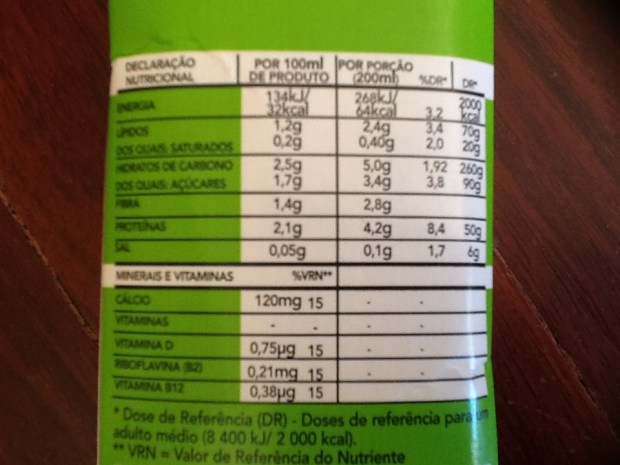 DECLARAÇÃO NUTRICIONAL POR 100ml DE PRODUTO POR PORÇÃO (200ml) %DR* DR*
ENERGIA 134kJ/ 32kcal 268kJ/ 64kcal 3,2 2000 kcal
LÍPIDOS 1,2g 2,4g 3,4 70g
DOS QUAIS: SATURADOS 0,2g 0,40g 2,0 20g
HIDRATOS DE CARBONO 2,5g 5,0g 1,92 260g
DOS QUAIS: AÇÚCARES 1,7g 3,4g 3,8 90g
FIBRA 1,4g 2,8g
PROTEÍNAS 2,1g 4,2g 8,4 50g
SAL 0,05g 0,1g 1,7 6g
MINERAIS E VITAMINAS %VRN**
CÁLCIO 120mg 15 - -
VITAMINAS - - - -
VITAMINA D 0,75µg 15 - -
RIBOFLAVINA (B2) 0,21mg 15 - -
VITAMINA B12 0,38µg 15 - -
* Dose de Referência (DR) - Doses de referência para um
adulto médio (8 400 kJ/ 2 000 kcal).
** VRN = Valor de Referência do Nutriente